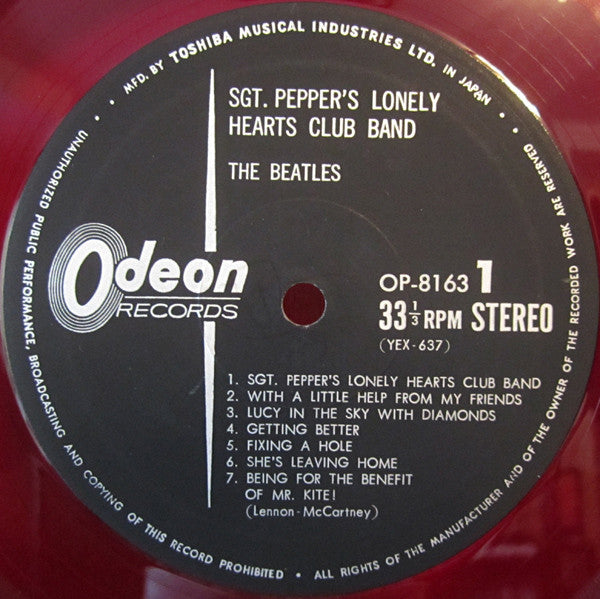 • MFD. BY TOSHIBA MUSICAL INDUSTRIES LTD. IN JAPAN •
SGT. PEPPER'S LONELY
HEARTS CLUB BAND
THE BEATLES
Odeon
RECORDS
OP-8163 1
33 1/3 RPM STEREO
(YEX-637)
1. SGT. PEPPER'S LONELY HEARTS CLUB BAND
2. WITH A LITTLE HELP FROM MY FRIENDS
3. LUCY IN THE SKY WITH DIAMONDS
4. GETTING BETTER
5. FIXING A HOLE
6. SHE'S LEAVING HOME
7. BEING FOR THE BENEFIT
OF MR. KITE!
(Lennon-McCartney)
UNAUTHORIZED PUBLIC PERFORMANCE, BROADCASTING AND COPYING OF THIS RECORD PROHIBITED • ALL RIGHTS OF THE MANUFACTURER AND OF THE OWNER OF THE RECORDED WORK ARE RESERVED